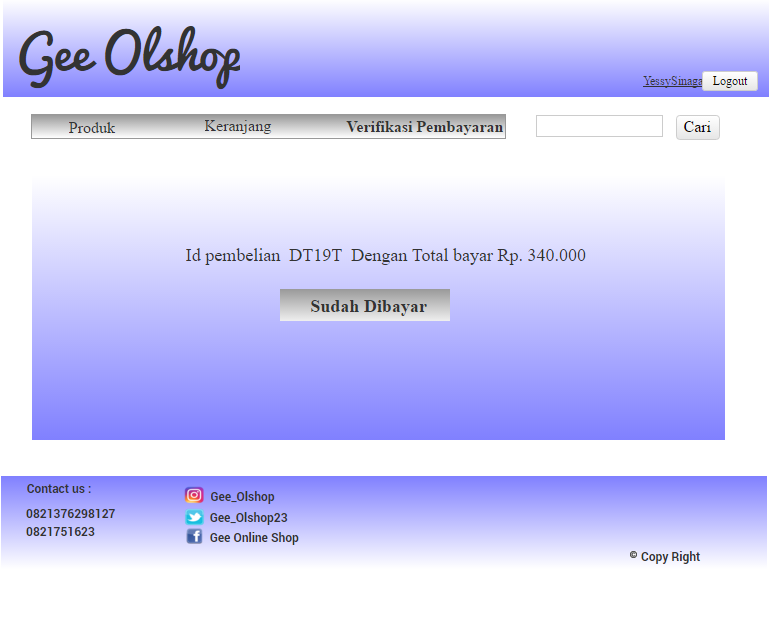 Gee Olshop
YessySinaga Logout
Produk Keranjang Verifikasi Pembayaran Cari
Id pembelian DT19T Dengan Total bayar Rp. 340.000
Sudah Dibayar
Contact us :
0821376298127
0821751623
Gee_Olshop
Gee_Olshop23
Gee Online Shop
© Copy Right